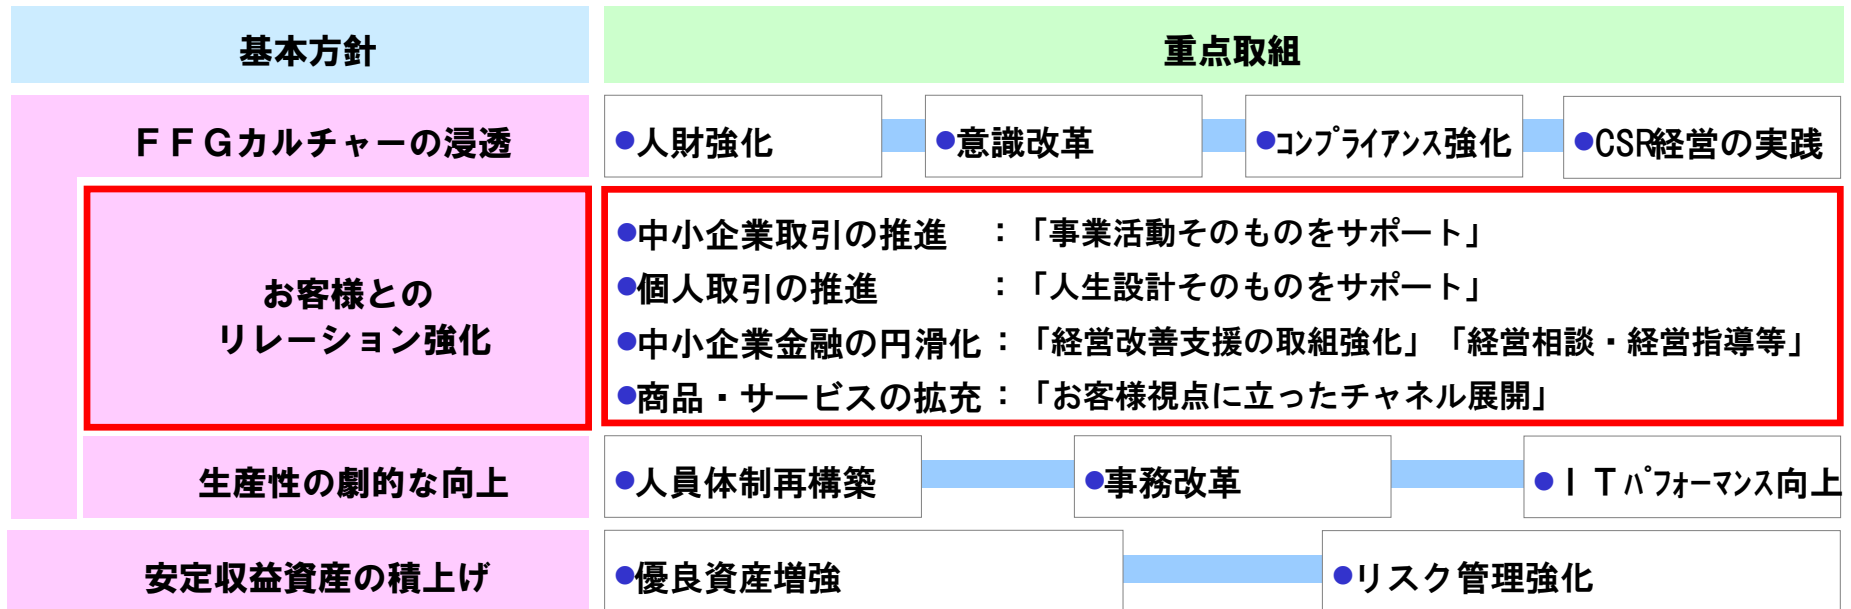 基本方針
重点取組
ＦＦＧカルチャーの浸透
●人財強化
●意識改革
●ｺﾝﾌﾟﾗｲｱﾝｽ強化
●CSR経営の実践
お客様との
リレーション強化
●中小企業取引の推進　：「事業活動そのものをサポート」
●個人取引の推進　　　：「人生設計そのものをサポート」
●中小企業金融の円滑化：「経営改善支援の取組強化」「経営相談・経営指導等」
●商品・サービスの拡充：「お客様視点に立ったチャネル展開」
生産性の劇的な向上
●人員体制再構築
●事務改革
●ＩＴﾊﾟﾌｫｰﾏﾝｽ向上
安定収益資産の積上げ
●優良資産増強
●リスク管理強化